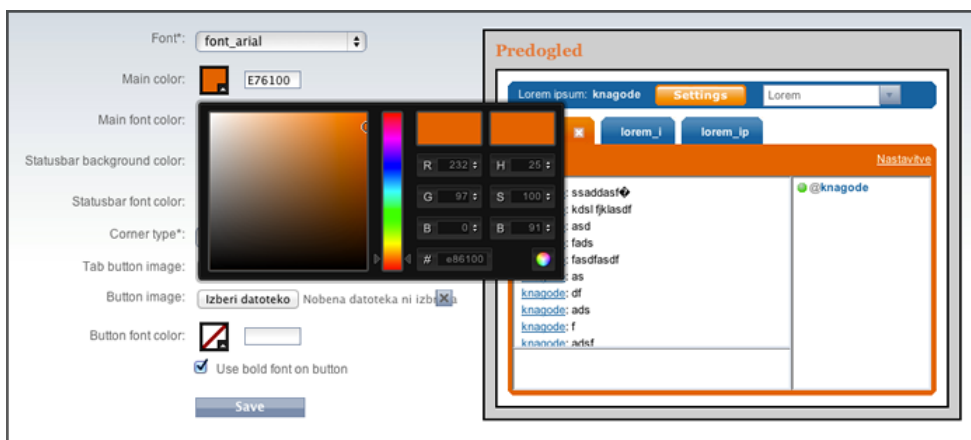 Font*: font_arial
Main color: E76100
Main font color:
Statusbar background color:
Statusbar font color:
Corner type*:
Tab button image:
Button image: Izberi datoteko Nobena datoteka ni
Button font color:
Use bold font on button
Save
R 232 H 25
G 97 S 100
B 0 B 91
# e86100
Predogled
Lorem ipsum: knagode Settings Lorem
lorem_i lorem_ip
Nastavitve
: ssaddasf�
: kdsl fjklasdf
: asd
: fads
: fasdfasdf
: as
knagode: df
knagode: ads
knagode: f
knagode: adsf
@knagode